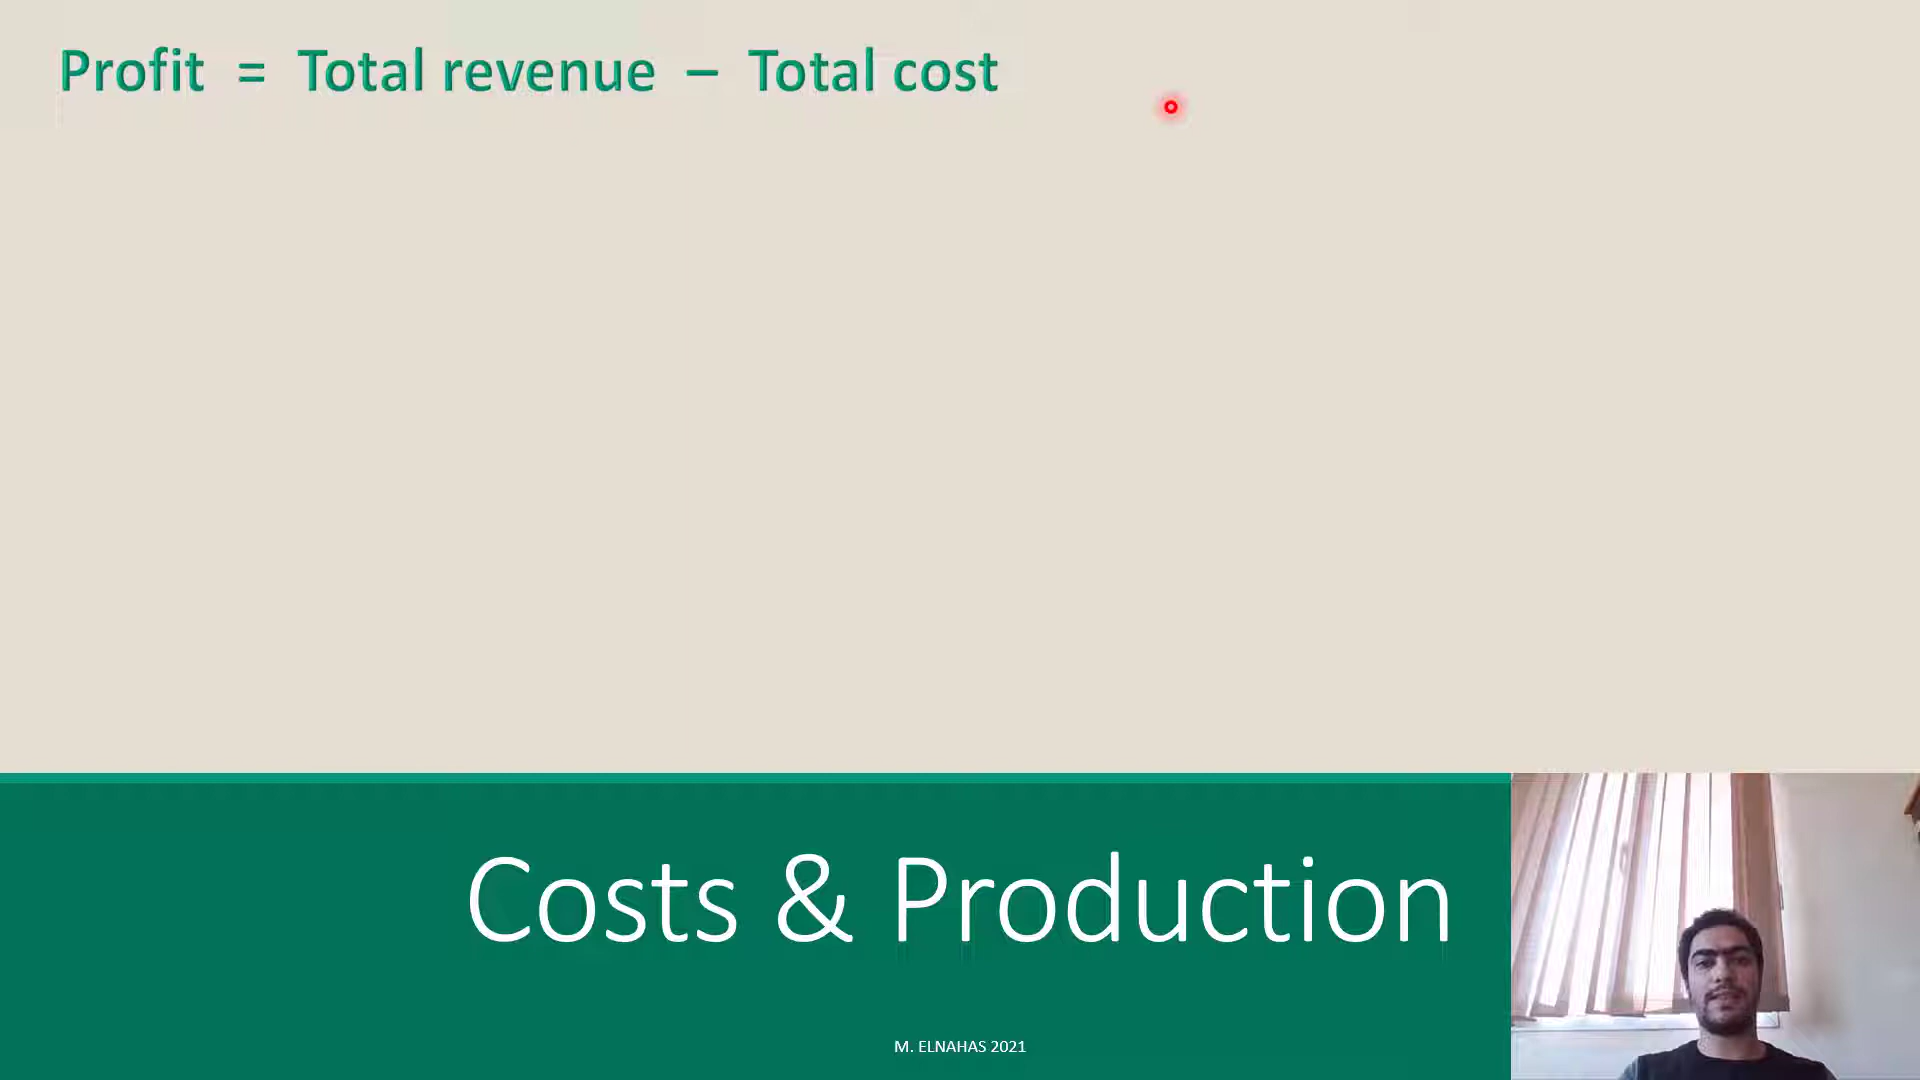 Profit = Total revenue – Total cost
Costs & Production
M. ELNAHAS 2021